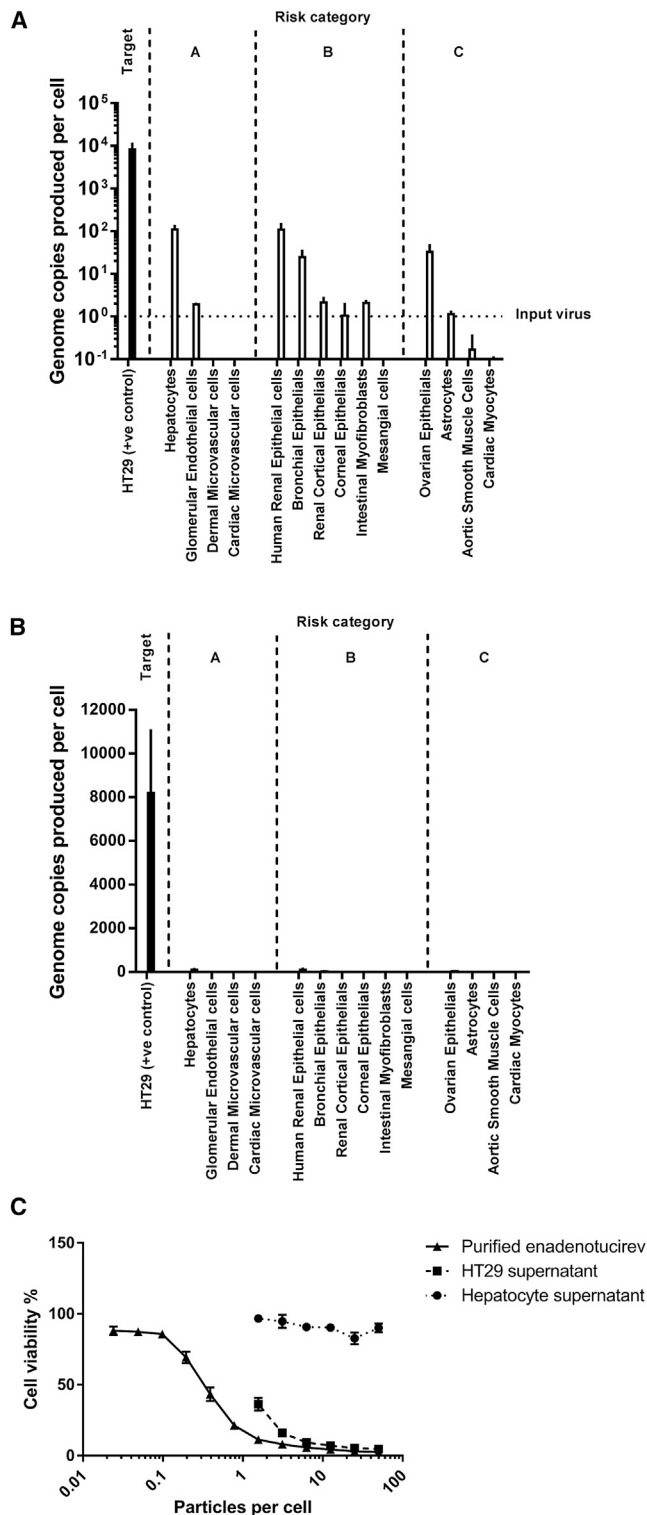 A
Risk category
Target
A
B
C
Genome copies produced per cell
10^5
10^4
10^3
10^2
10^1
10^0
10^-1
Input virus
HT29 (+ve control)
Hepatocytes
Glomerular Endothelial cells
Dermal Microvascular cells
Cardiac Microvascular cells
Human Renal Epithelial cells
Bronchial Epithelials
Renal Cortical Epithelials
Corneal Epithelials
Intestinal Myofibroblasts
Mesangial cells
Ovarian Epithelials
Astrocytes
Aortic Smooth Muscle Cells
Cardiac Myocytes
B
Risk category
Target
A
B
C
Genome copies produced per cell
12000
10000
8000
6000
4000
2000
0
HT29 (+ve control)
Hepatocytes
Glomerular Endothelial cells
Dermal Microvascular cells
Cardiac Microvascular cells
Human Renal Epithelial cells
Bronchial Epithelials
Renal Cortical Epithelials
Corneal Epithelials
Intestinal Myofibroblasts
Mesangial cells
Ovarian Epithelials
Astrocytes
Aortic Smooth Muscle Cells
Cardiac Myocytes
C
Cell viability %
150
100
50
0
0.01
0.1
1
10
100
Particles per cell
Purified enadenotucirev
HT29 supernatant
Hepatocyte supernatant